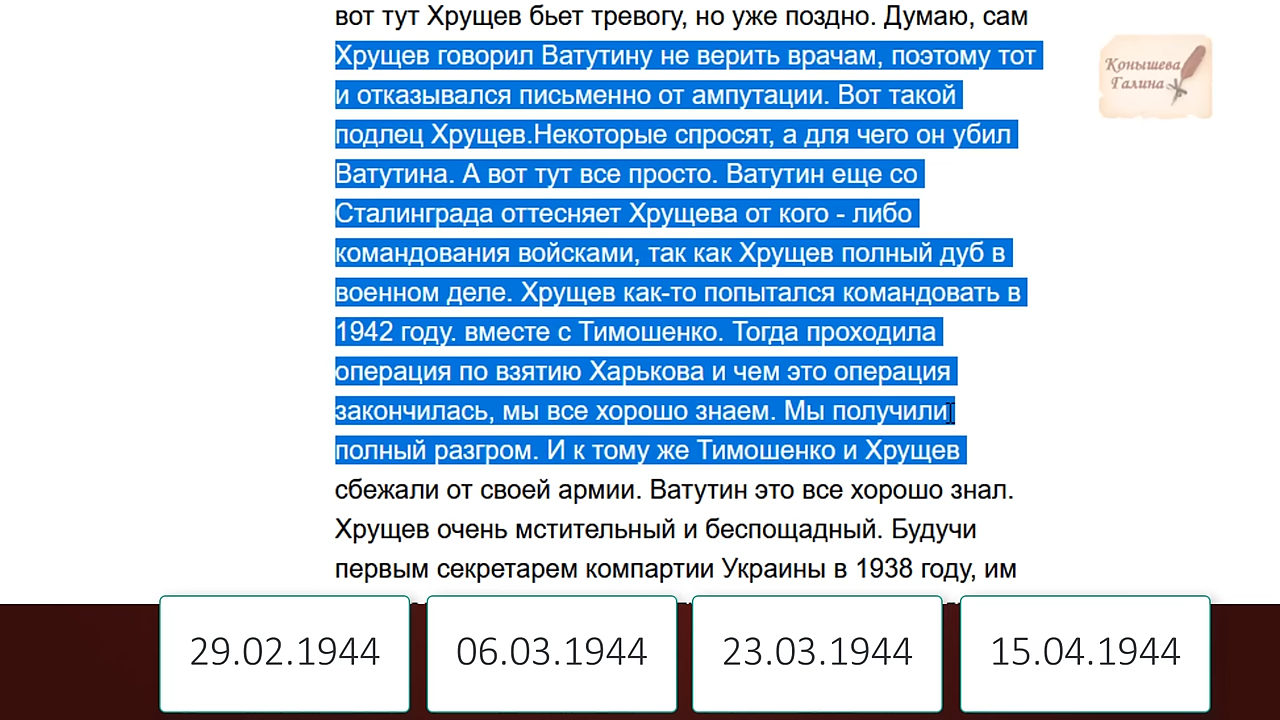 вот тут Хрущев бьет тревогу, но уже поздно. Думаю, сам
Хрущев говорил Ватутину не верить врачам, поэтому тот
и отказывался письменно от ампутации. Вот такой
подлец Хрущев.Некоторые спросят, а для чего он убил
Ватутина. А вот тут все просто. Ватутин еще со
Сталинграда оттесняет Хрущева от кого - либо
командования войсками, так как Хрущев полный дуб в
военном деле. Хрущев как-то попытался командовать в
1942 году. вместе с Тимошенко. Тогда проходила
операция по взятию Харькова и чем это операция
закончилась, мы все хорошо знаем. Мы получили
полный разгром. И к тому же Тимошенко и Хрущев
сбежали от своей армии. Ватутин это все хорошо знал.
Хрущев очень мстительный и беспощадный. Будучи
первым секретарем компартии Украины в 1938 году, им
Конышева
Галина
29.02.1944
06.03.1944
23.03.1944
15.04.1944